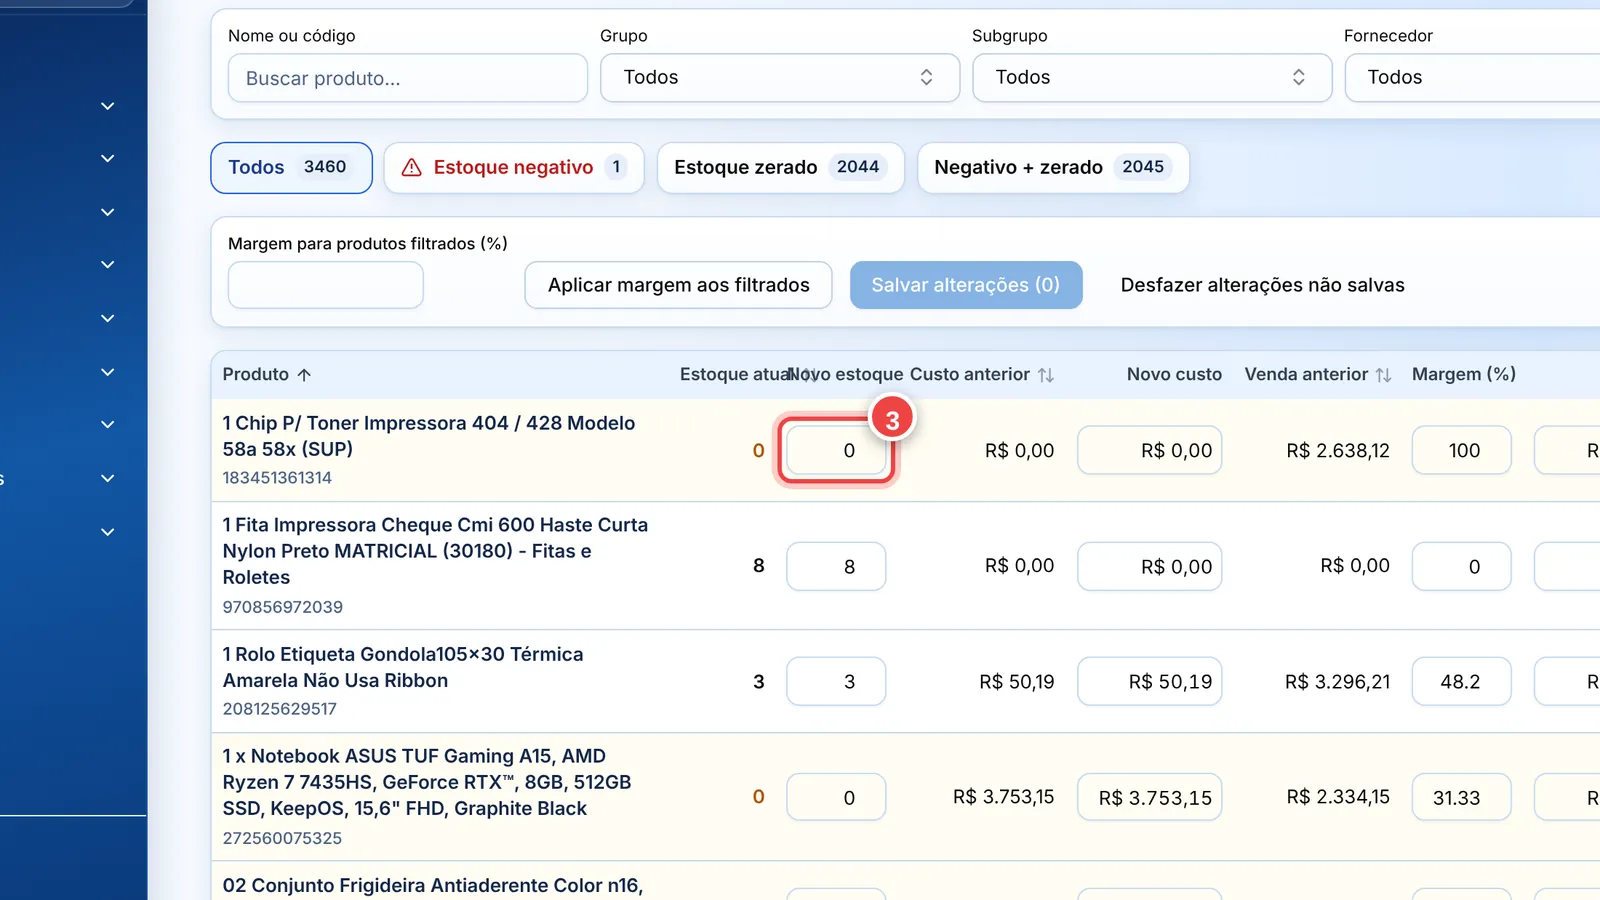 Nome ou código
Grupo
Subgrupo
Fornecedor
Buscar produto...
Todos
Todos
Todos
Todos 3460
Estoque negativo 1
Estoque zerado 2044
Negativo + zerado 2045
Margem para produtos filtrados (%)
Aplicar margem aos filtrados
Salvar alterações (0)
Desfazer alterações não salvas
Produto
Estoque atual
Novo estoque
Custo anterior
Novo custo
Venda anterior
Margem (%)
3
1 Chip P/ Toner Impressora 404 / 428 Modelo
58a 58x (SUP)
183451361314
0
0
R$ 0,00
R$ 0,00
R$ 2.638,12
100
R
1 Fita Impressora Cheque Cmi 600 Haste Curta
Nylon Preto MATRICIAL (30180) - Fitas e
Roletes
970856972039
8
8
R$ 0,00
R$ 0,00
R$ 0,00
0
1 Rolo Etiqueta Gondola105x30 Térmica
Amarela Não Usa Ribbon
208125629517
3
3
R$ 50,19
R$ 50,19
R$ 3.296,21
48.2
R
s
1 x Notebook ASUS TUF Gaming A15, AMD
Ryzen 7 7435HS, GeForce RTX™, 8GB, 512GB
SSD, KeepOS, 15,6" FHD, Graphite Black
272560075325
0
0
R$ 3.753,15
R$ 3.753,15
R$ 2.334,15
31.33
R
02 Conjunto Frigideira Antiaderente Color n16,